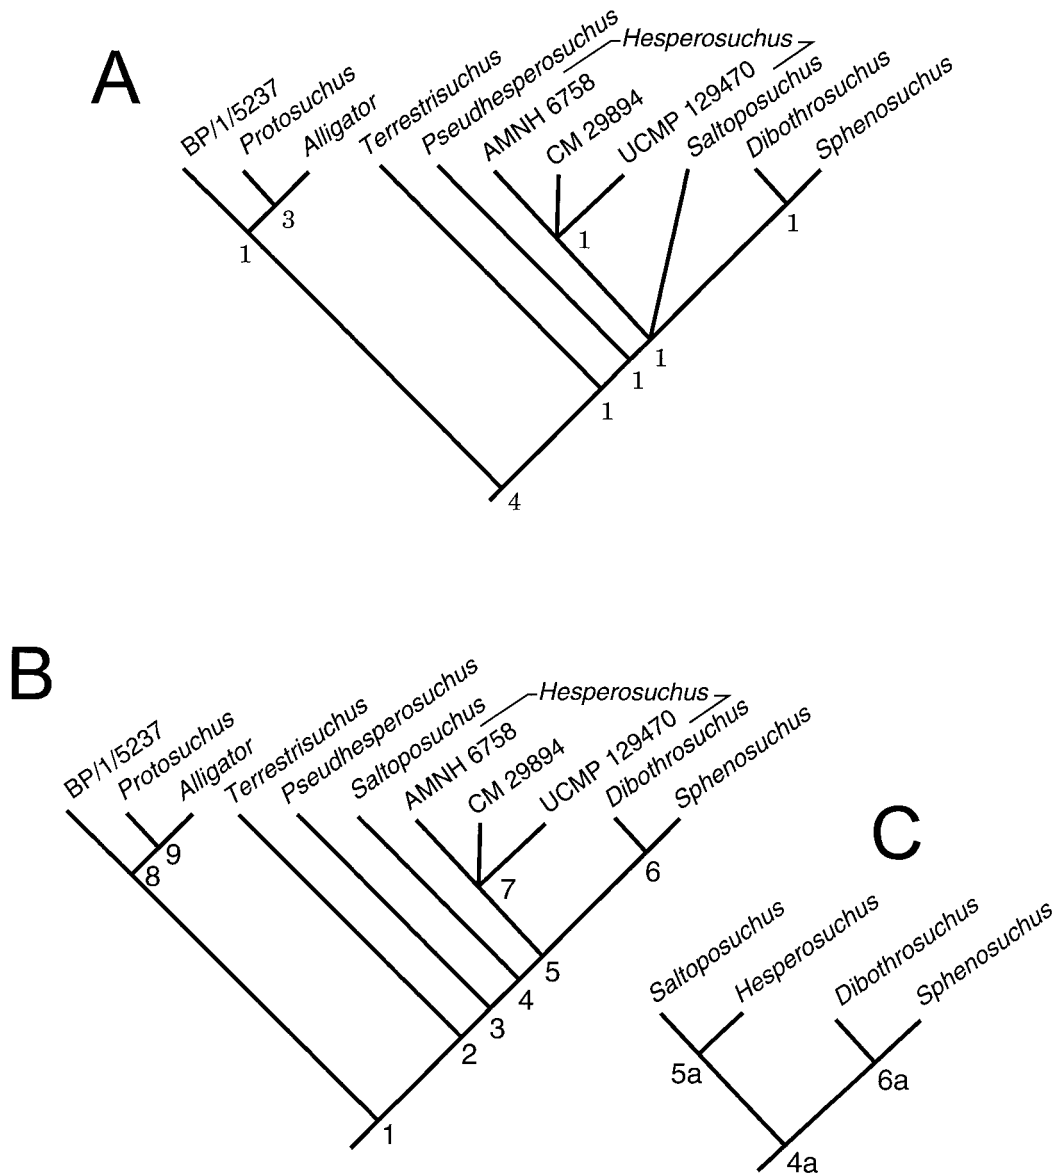 A
BP/1/5237
Protosuchus
Alligator
Terrestrisuchus
Pseudhesperosuchus
Hesperosuchus
AMNH 6758
CM 29894
UCMP 129470
Saltoposuchus
Dibothrosuchus
Sphenosuchus
3
1
1
1
1
1
1
4
B
BP/1/5237
Protosuchus
Alligator
Terrestrisuchus
Pseudhesperosuchus
Saltoposuchus
Hesperosuchus
AMNH 6758
CM 29894
UCMP 129470
Dibothrosuchus
Sphenosuchus
9
8
6
7
5
4
3
2
1
C
Saltoposuchus
Hesperosuchus
Dibothrosuchus
Sphenosuchus
5a
6a
4a